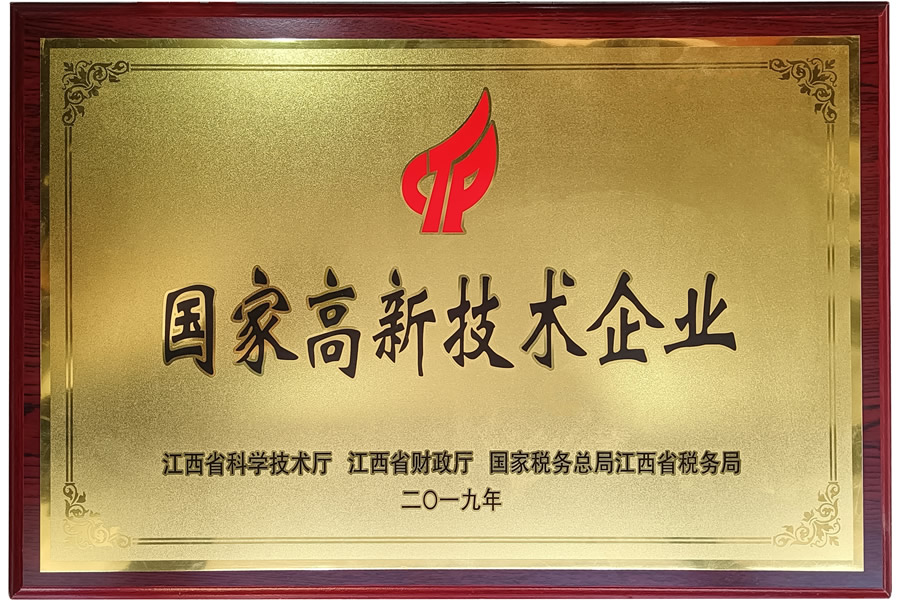 CTP
国家高新技术企业
江西省科学技术厅 江西省财政厅 国家税务总局江西省税务局
二〇一九年